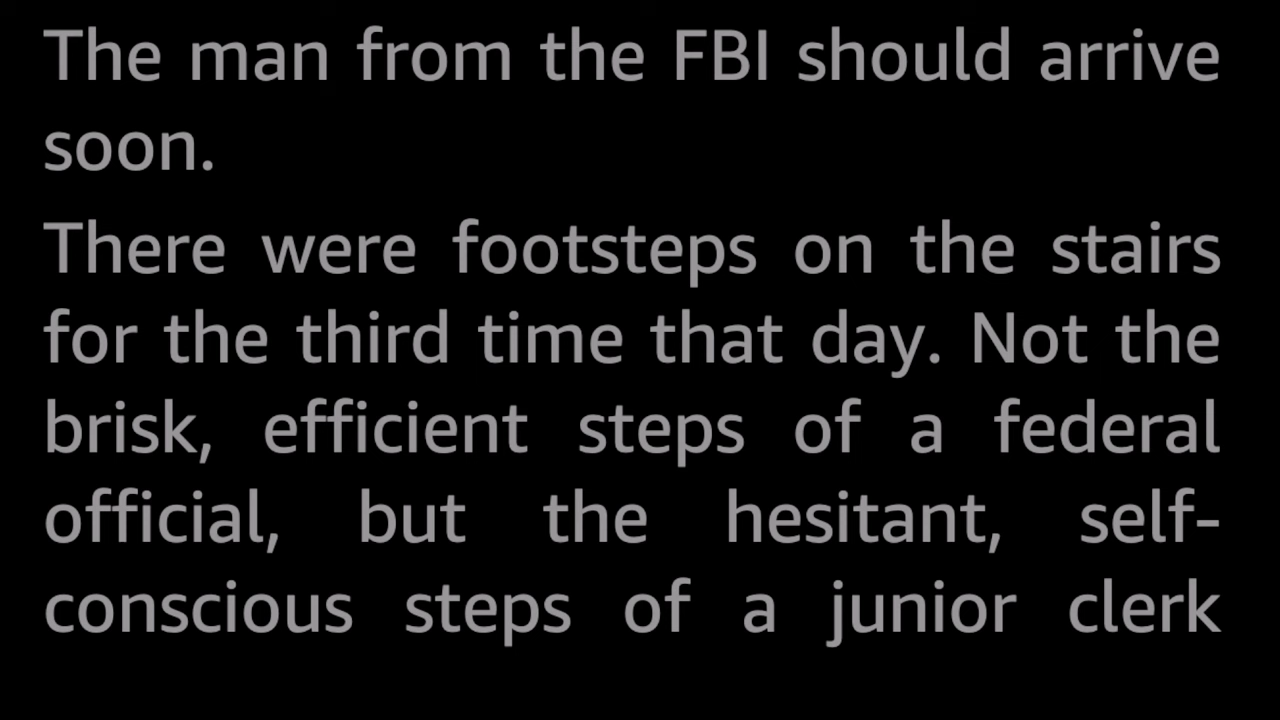 The man from the FBI should arrive
soon.
There were footsteps on the stairs
for the third time that day. Not the
brisk, efficient steps of a federal
official, but the hesitant, self-
conscious steps of a junior clerk